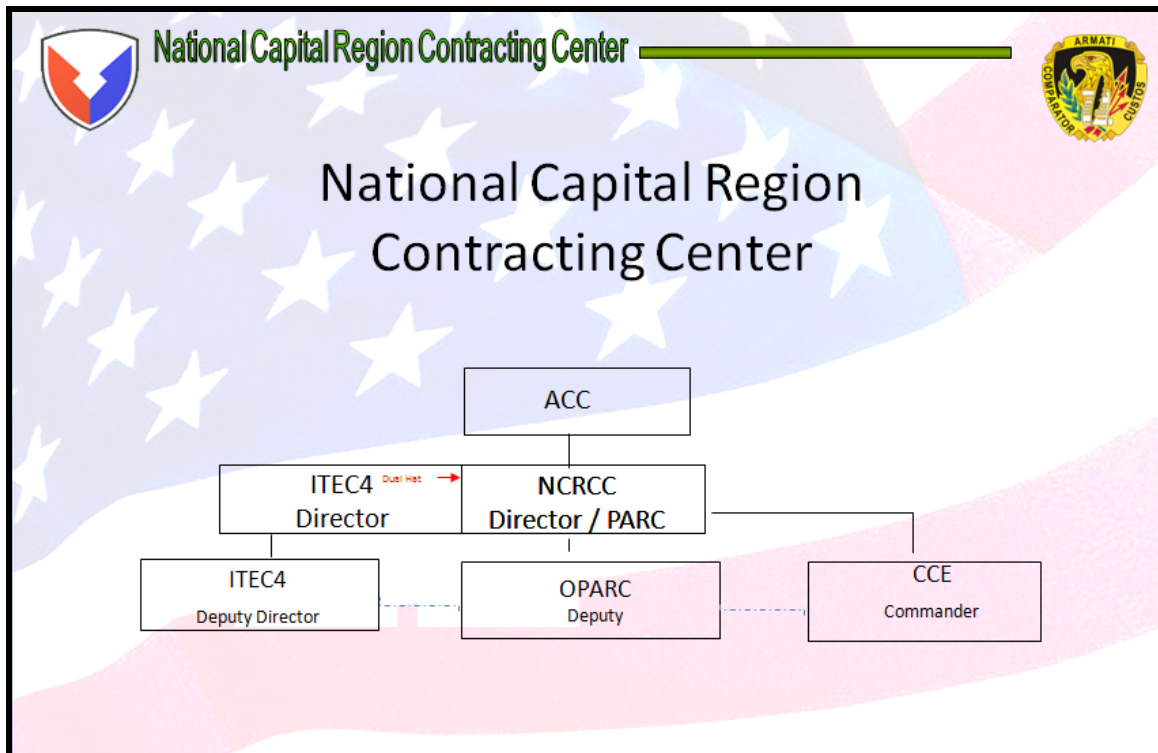 National Capital Region Contracting Center
ARMATI
COMPARATOR
CUSTOS
National Capital Region
Contracting Center
ACC
ITEC4
Director
Dual Hat
NCRCC
Director / PARC
ITEC4
Deputy Director
OPARC
Deputy
CCE
Commander